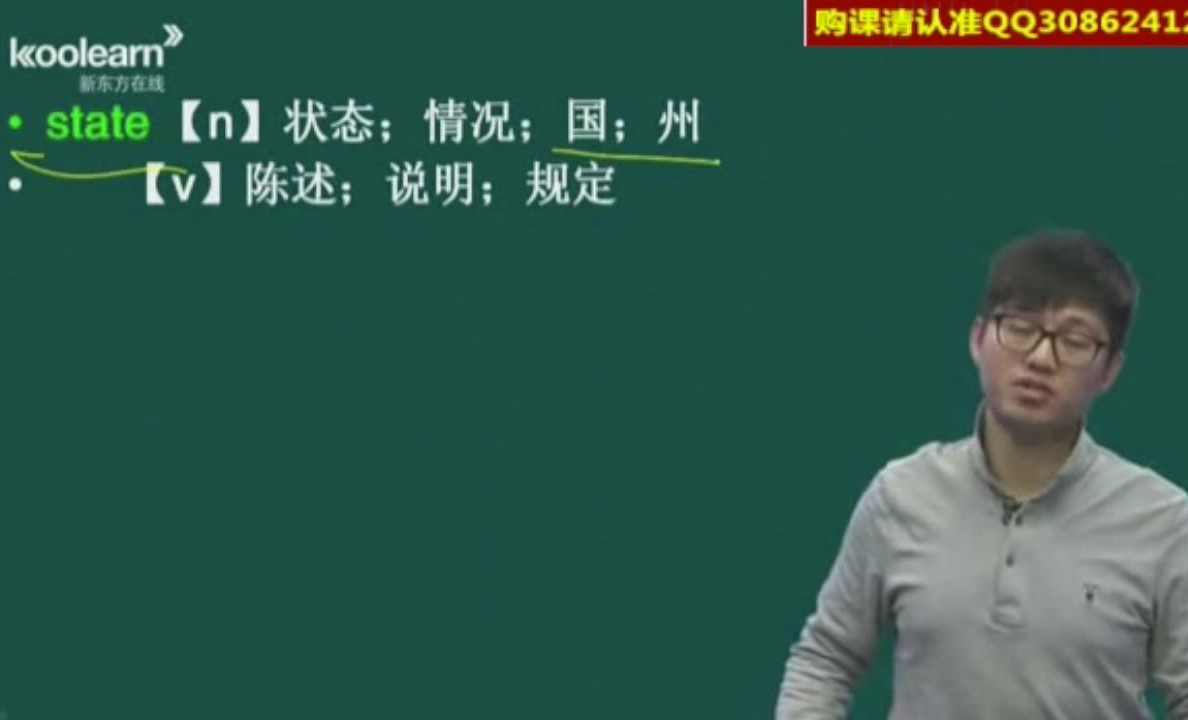 购课请认准QQ30862412
koolearn
新东方在线
• state 【n】状态；情况；国；州
• 【v】陈述；说明；规定